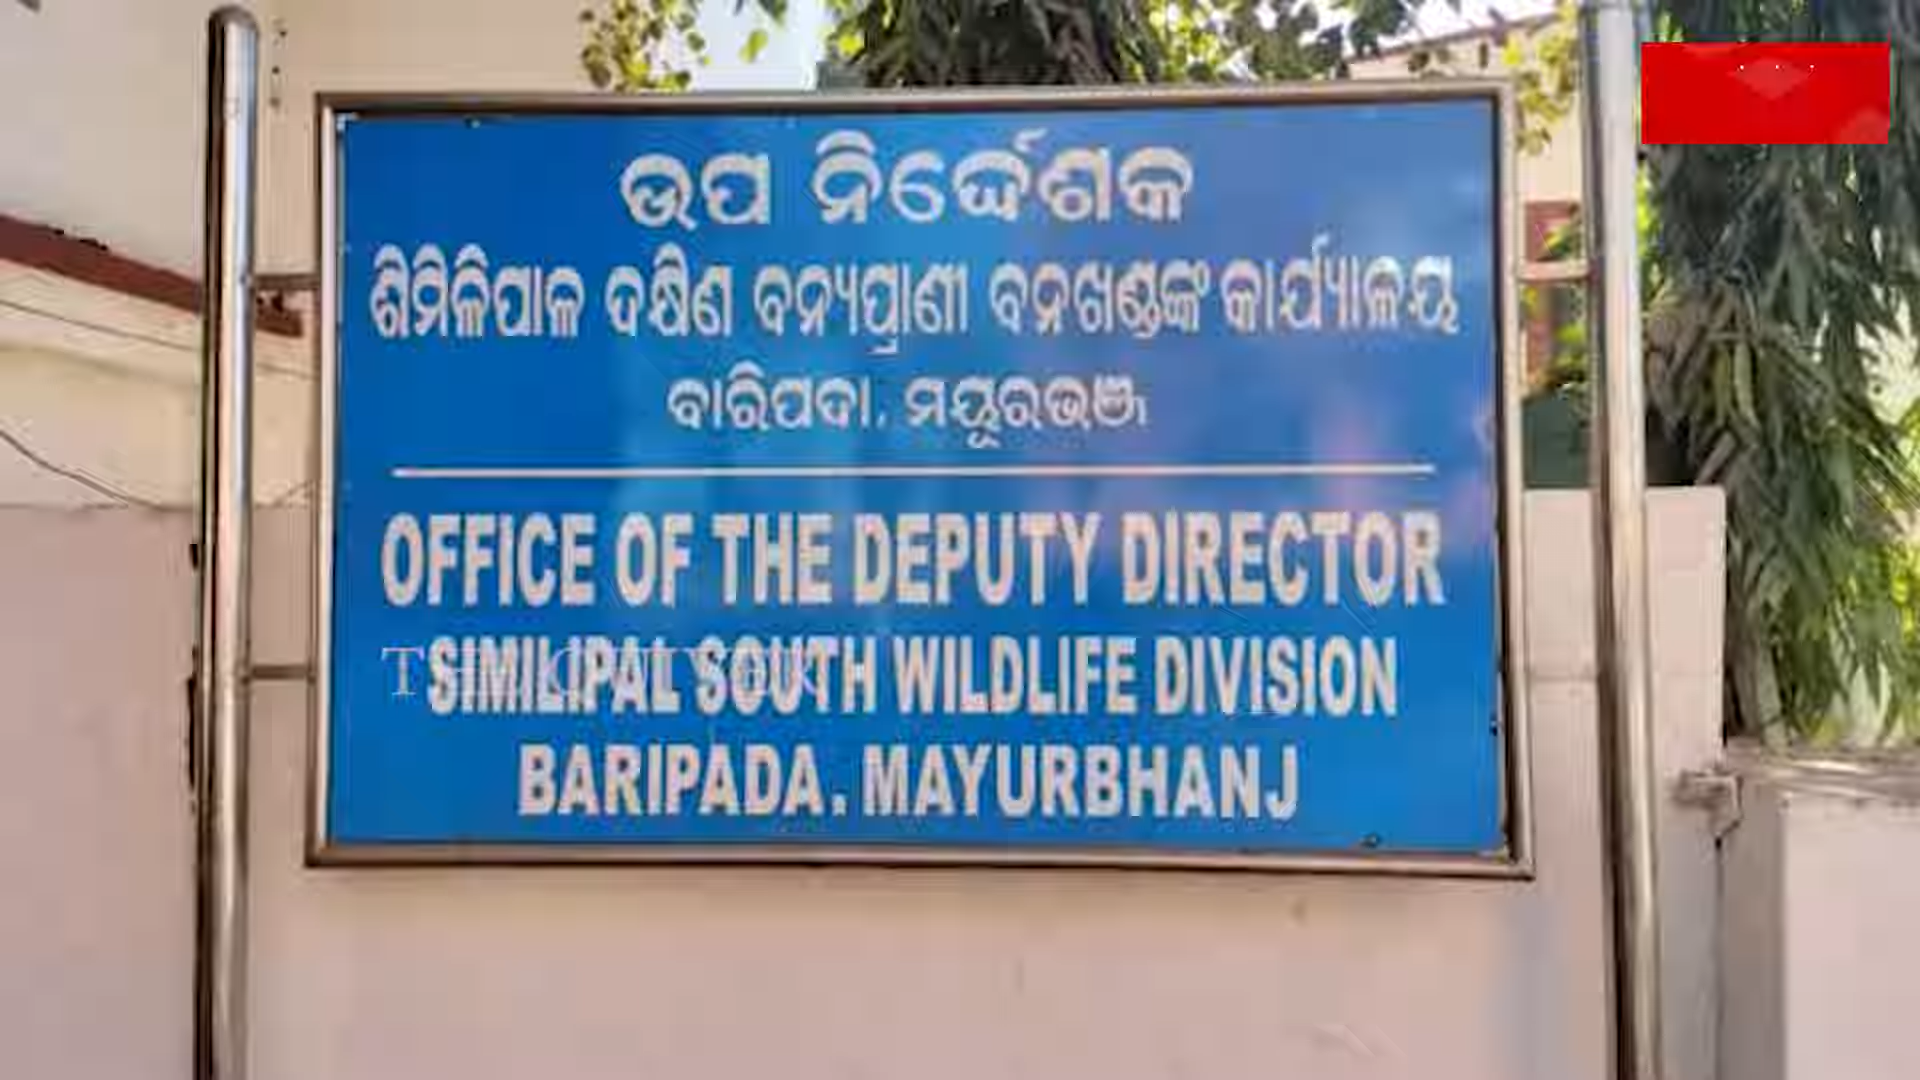 ଉପ ନିର୍ଦ୍ଦେଶକ
ଶିମିଳିପାଳ ଦକ୍ଷିଣ ବନ୍ୟପ୍ରାଣୀ ବନଖଣ୍ଡଙ୍କ କାର୍ଯ୍ୟାଳୟ
ବାରିପଦା, ମୟୂରଭଞ୍ଜ
OFFICE OF THE DEPUTY DIRECTOR
SIMILIPAL SOUTH WILDLIFE DIVISION
BARIPADA, MAYURBHANJ